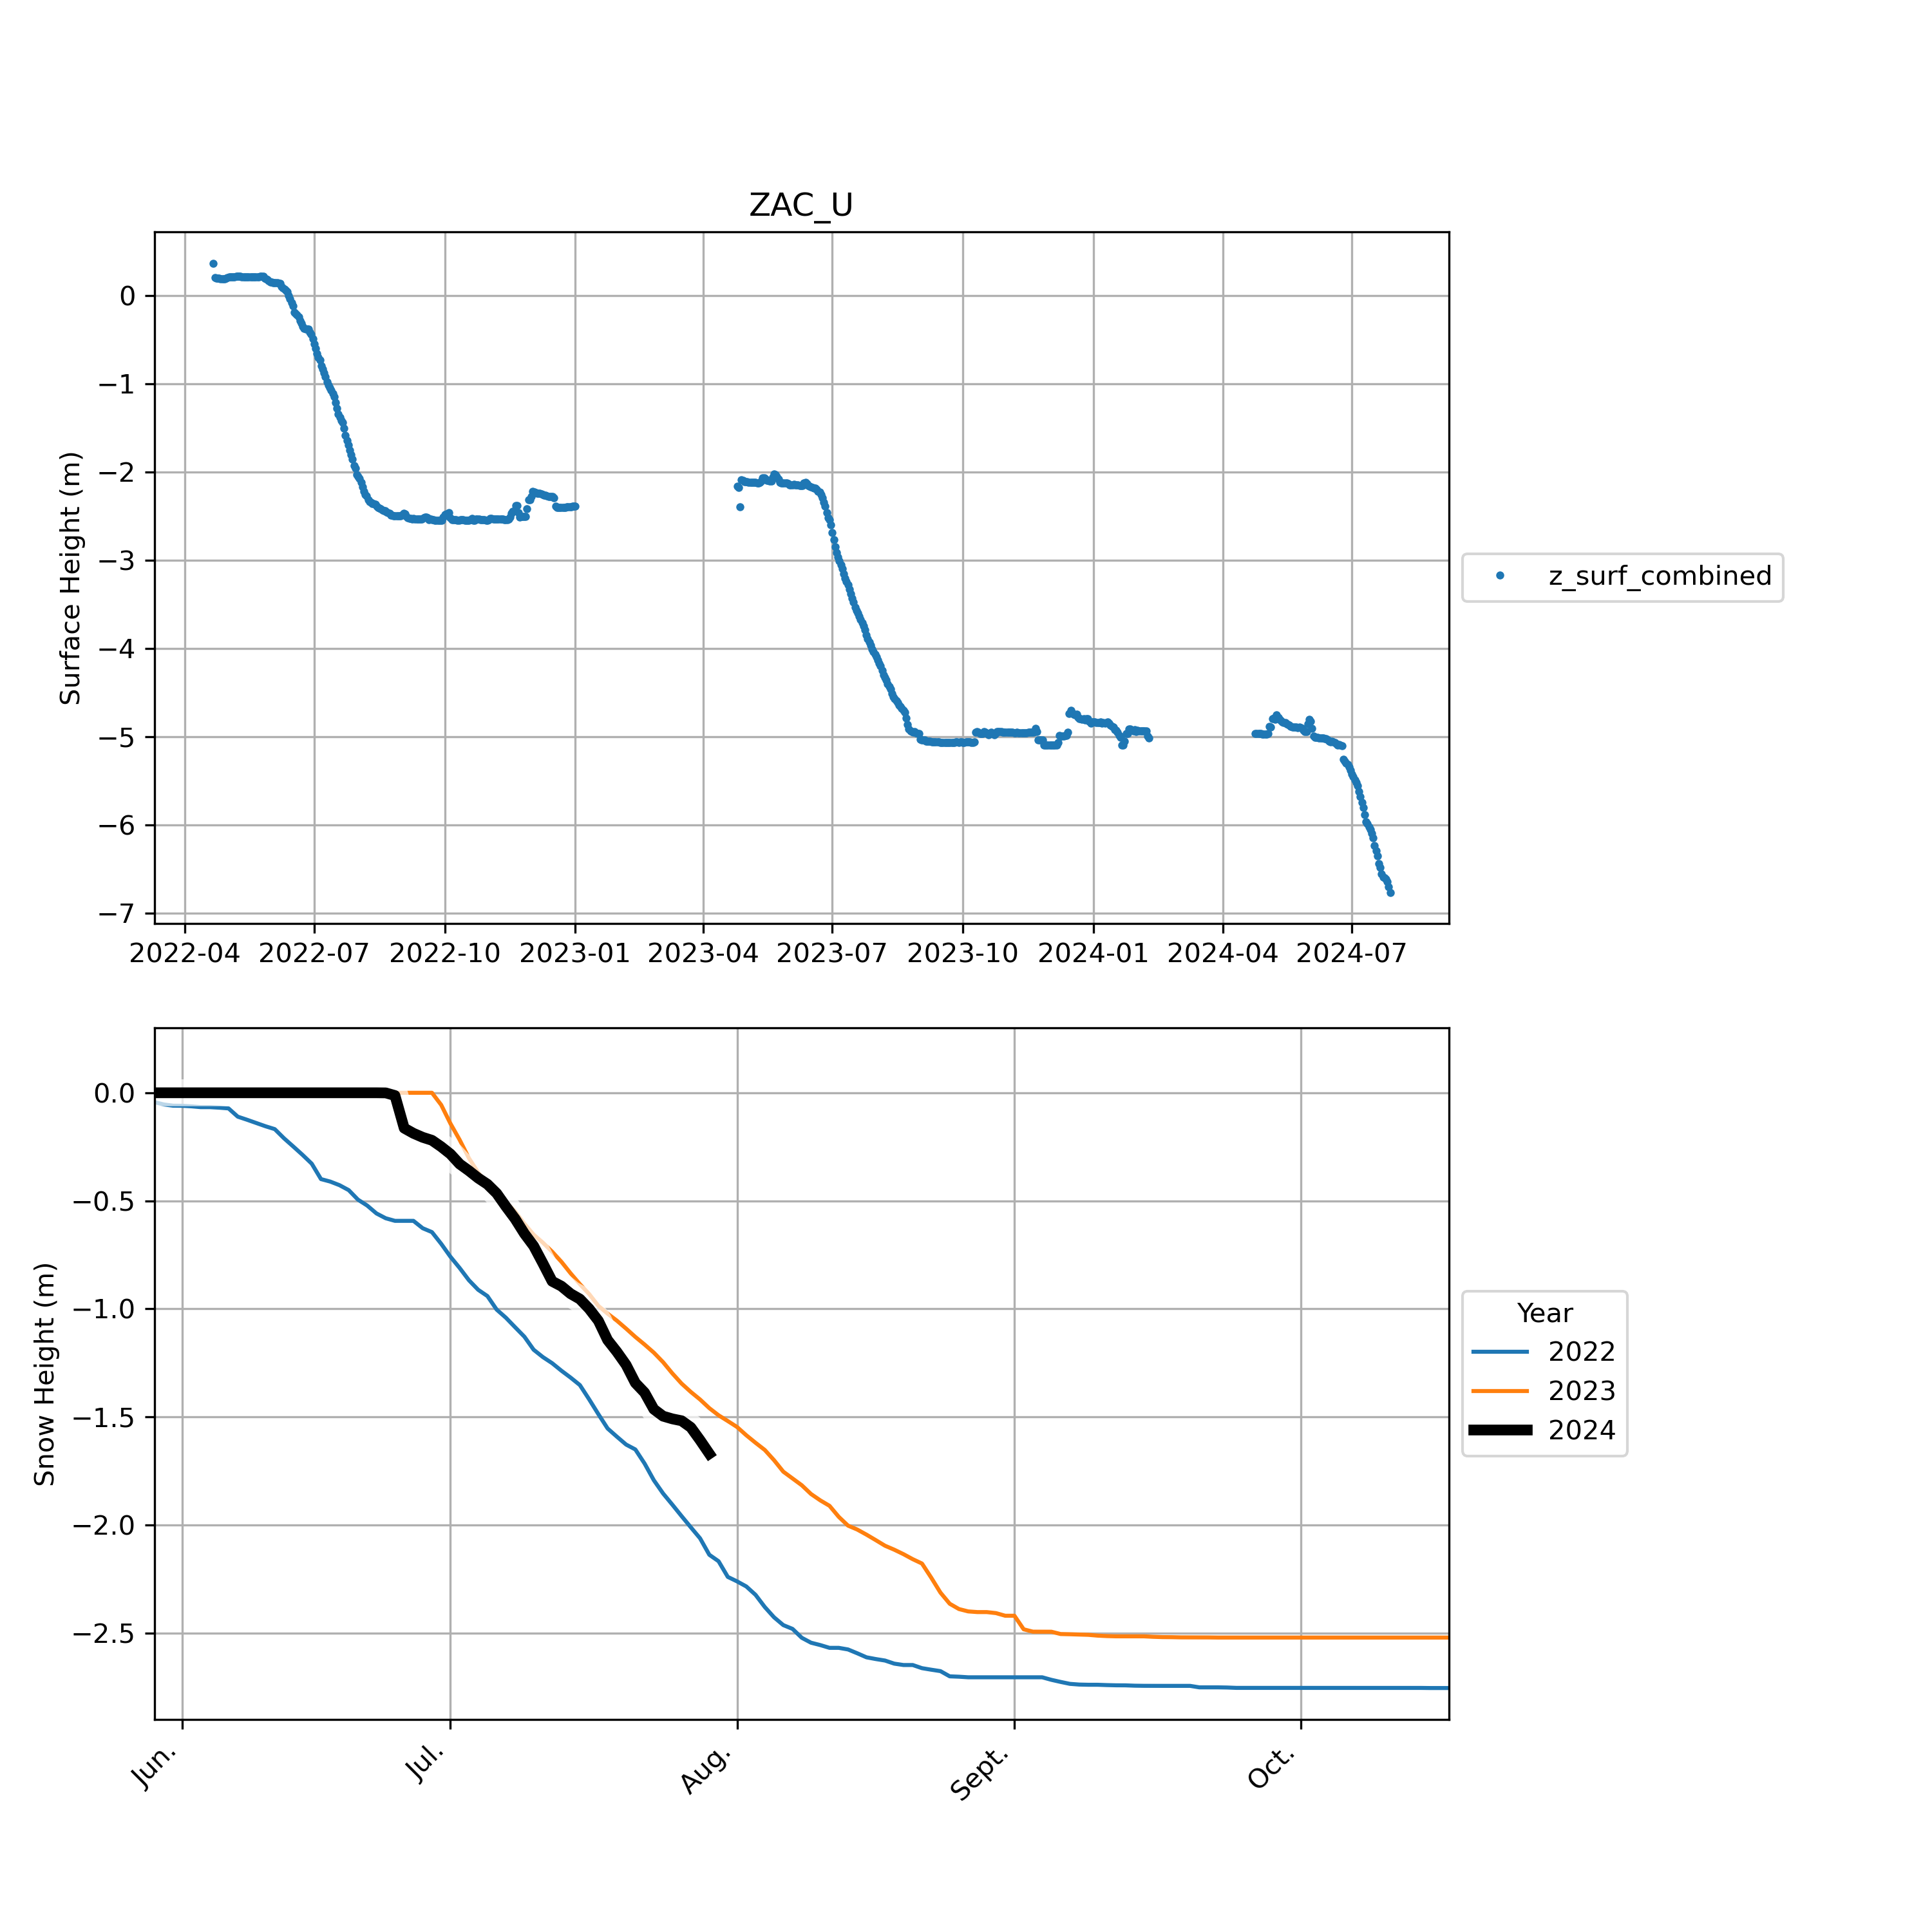 ZAC_U
Surface Height (m)
0
−1
−2
−3
−4
−5
−6
−7
2022-04 2022-07 2022-10 2023-01 2023-04 2023-07 2023-10 2024-01 2024-04 2024-07
z_surf_combined
Snow Height (m)
0.0
−0.5
−1.0
−1.5
−2.0
−2.5
Jun. Jul. Aug. Sept. Oct.
Year
2022
2023
2024